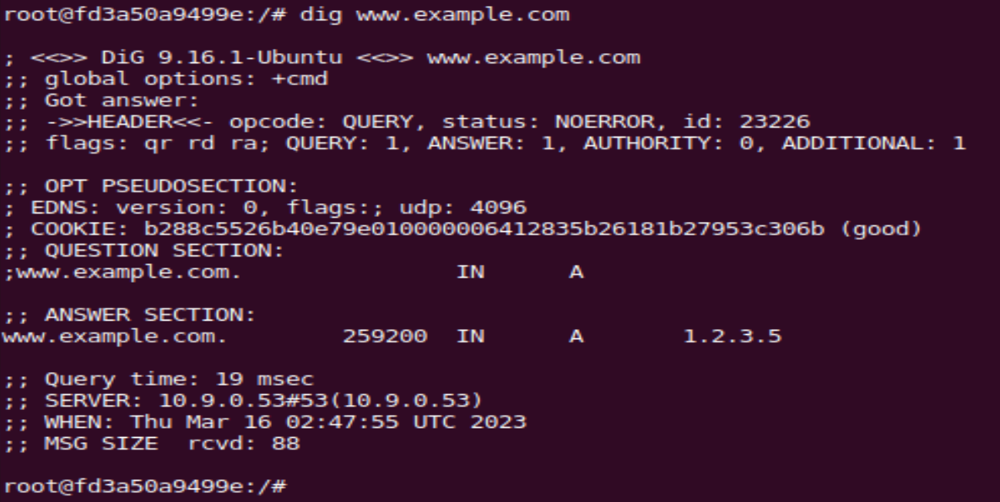 root@fd3a50a9499e:/# dig www.example.com
; <<>> DiG 9.16.1-Ubuntu <<>> www.example.com
;; global options: +cmd
;; Got answer:
;; ->>HEADER<<- opcode: QUERY, status: NOERROR, id: 23226
;; flags: qr rd ra; QUERY: 1, ANSWER: 1, AUTHORITY: 0, ADDITIONAL: 1
;; OPT PSEUDOSECTION:
; EDNS: version: 0, flags:; udp: 4096
; COOKIE: b288c5526b40e79e010000006412835b26181b27953c306b (good)
;; QUESTION SECTION:
;www.example.com. IN A
;; ANSWER SECTION:
www.example.com. 259200 IN A 1.2.3.5
;; Query time: 19 msec
;; SERVER: 10.9.0.53#53(10.9.0.53)
;; WHEN: Thu Mar 16 02:47:55 UTC 2023
;; MSG SIZE rcvd: 88
root@fd3a50a9499e:/#